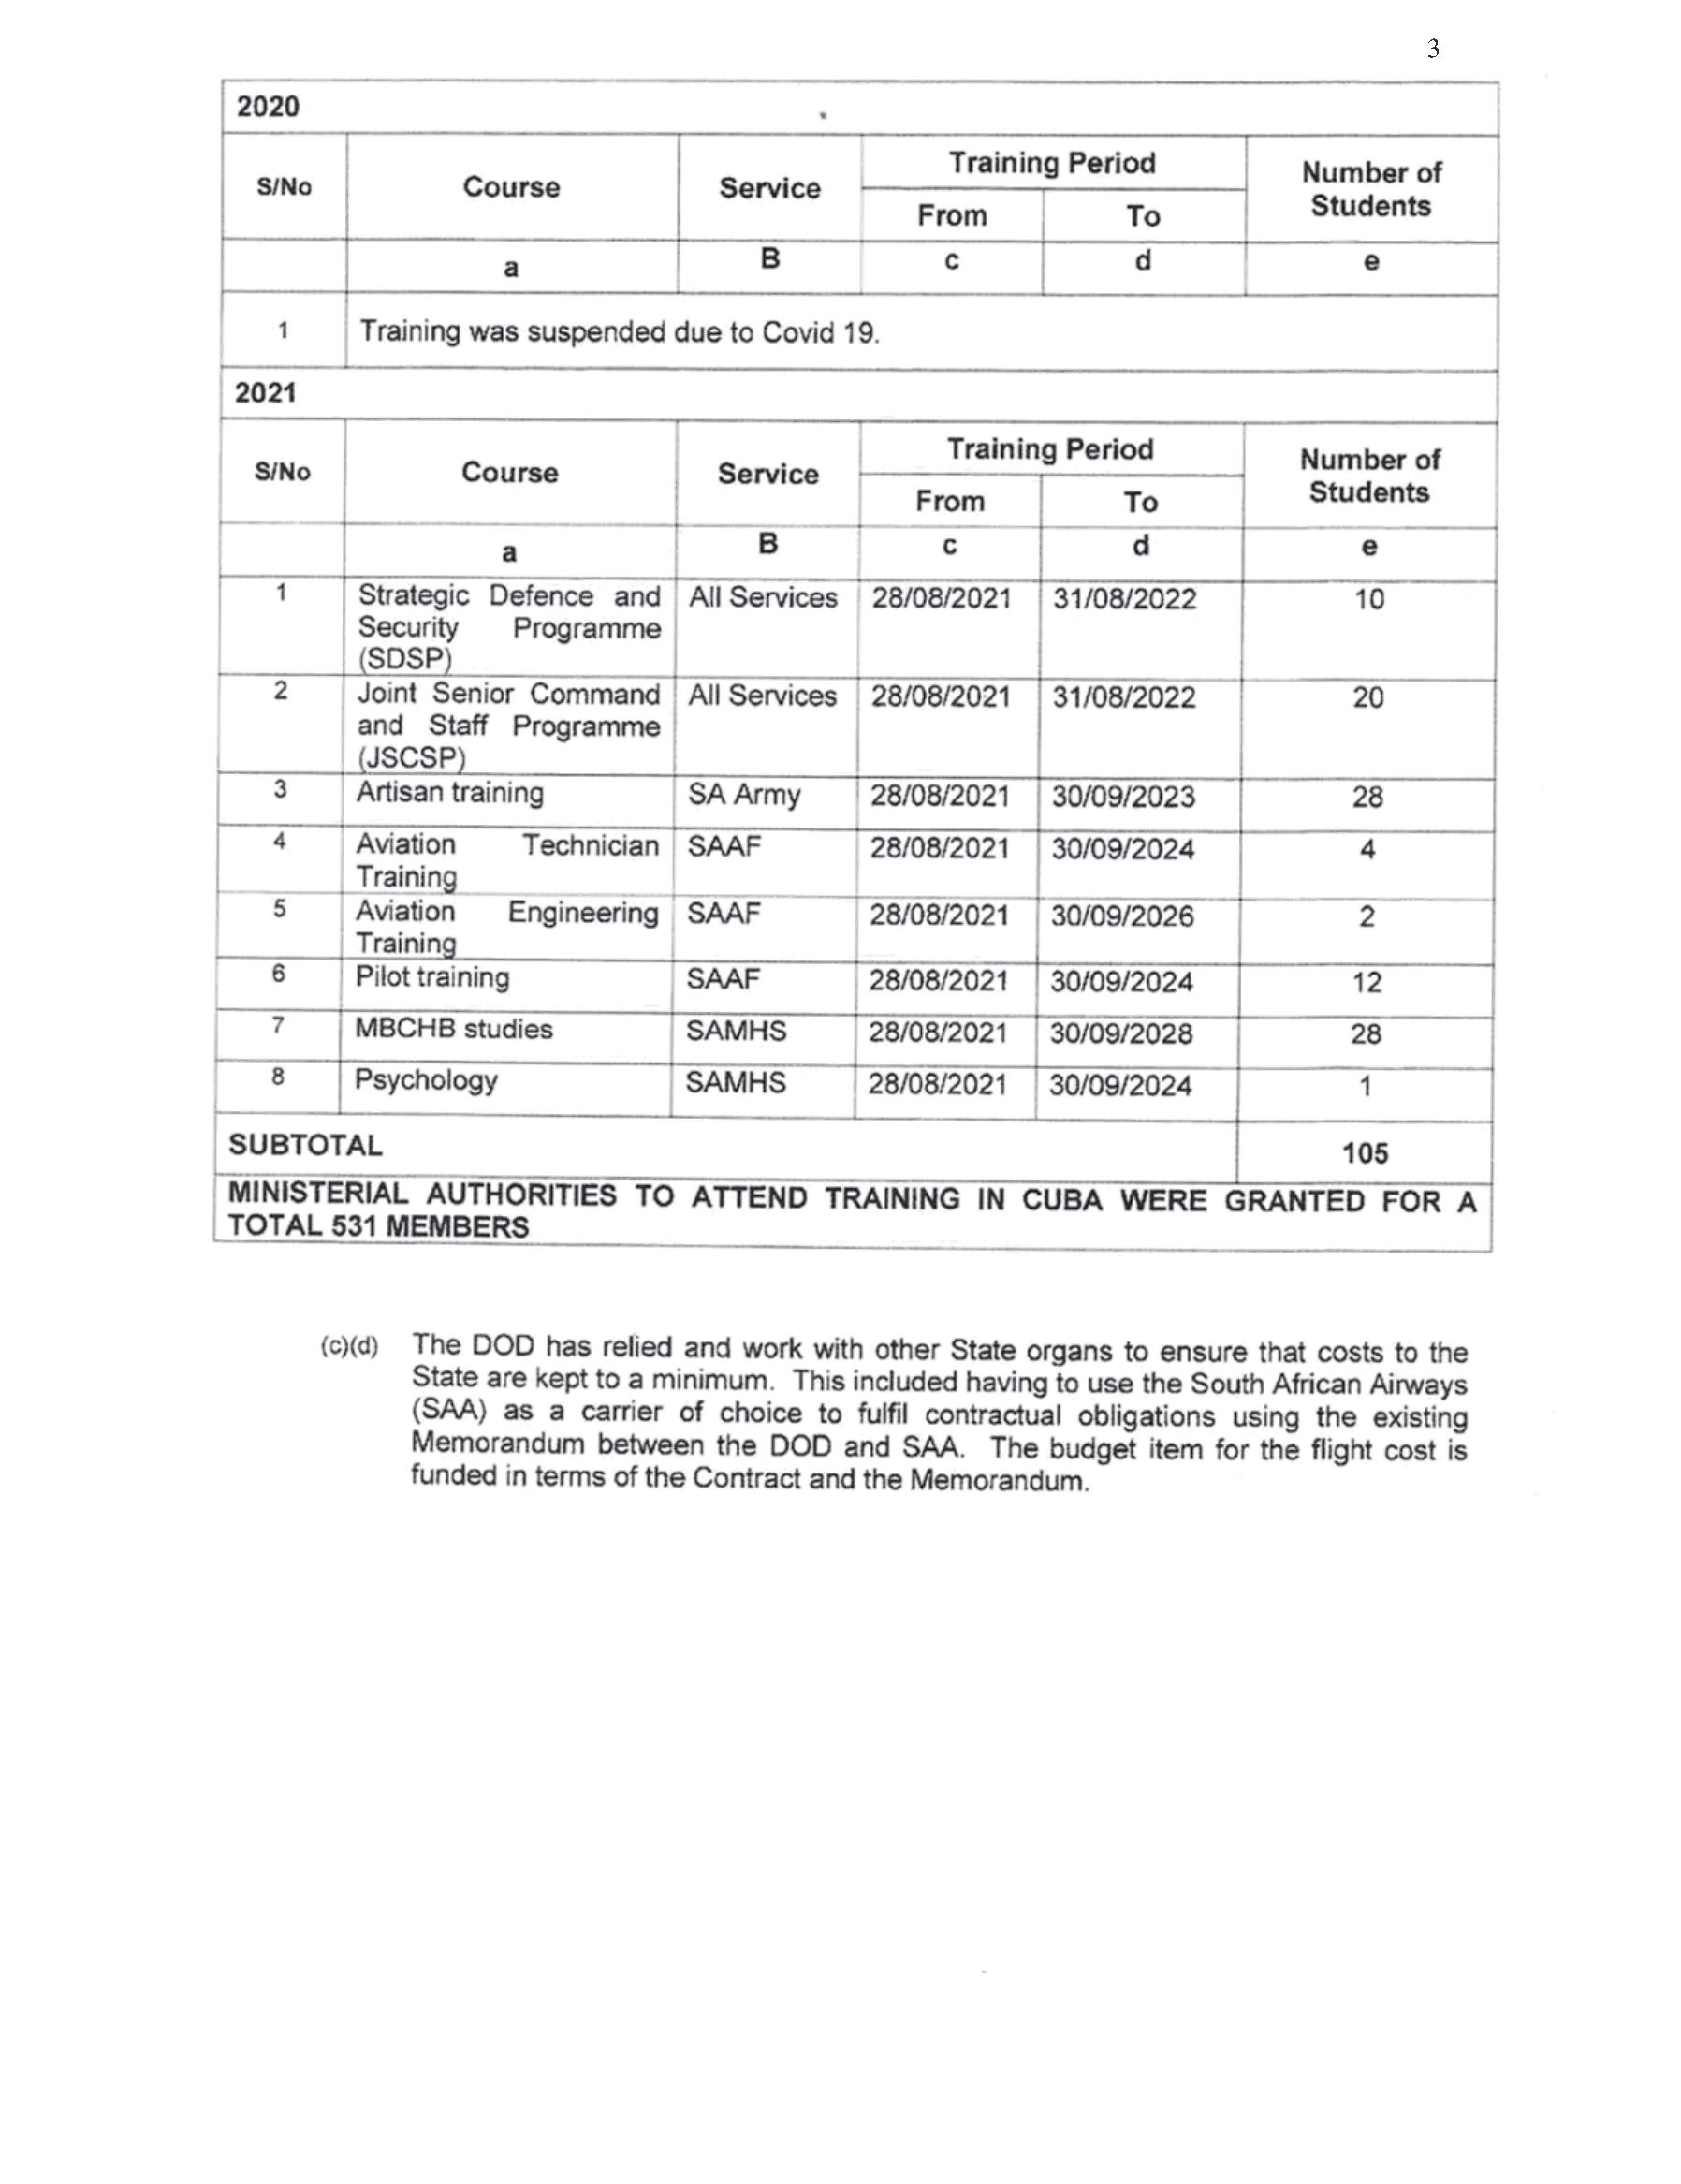 3
2020
S/No Course Service Training Period Number of Students
From To
a B c d e
1 Training was suspended due to Covid 19.
2021
S/No Course Service Training Period Number of Students
From To
a B c d e
1 Strategic Defence and All Services 28/08/2021 31/08/2022 10
Security Programme
(SDSP)
2 Joint Senior Command All Services 28/08/2021 31/08/2022 20
and Staff Programme
(JSCSP)
3 Artisan training SA Army 28/08/2021 30/09/2023 28
4 Aviation Technician SAAF 28/08/2021 30/09/2024 4
Training
5 Aviation Engineering SAAF 28/08/2021 30/09/2026 2
Training
6 Pilot training SAAF 28/08/2021 30/09/2024 12
7 MBCHB studies SAMHS 28/08/2021 30/09/2028 28
8 Psychology SAMHS 28/08/2021 30/09/2024 1
SUBTOTAL 105
MINISTERIAL AUTHORITIES TO ATTEND TRAINING IN CUBA WERE GRANTED FOR A
TOTAL 531 MEMBERS
(c)(d) The DOD has relied and work with other State organs to ensure that costs to the
State are kept to a minimum. This included having to use the South African Airways
(SAA) as a carrier of choice to fulfil contractual obligations using the existing
Memorandum between the DOD and SAA. The budget item for the flight cost is
funded in terms of the Contract and the Memorandum.